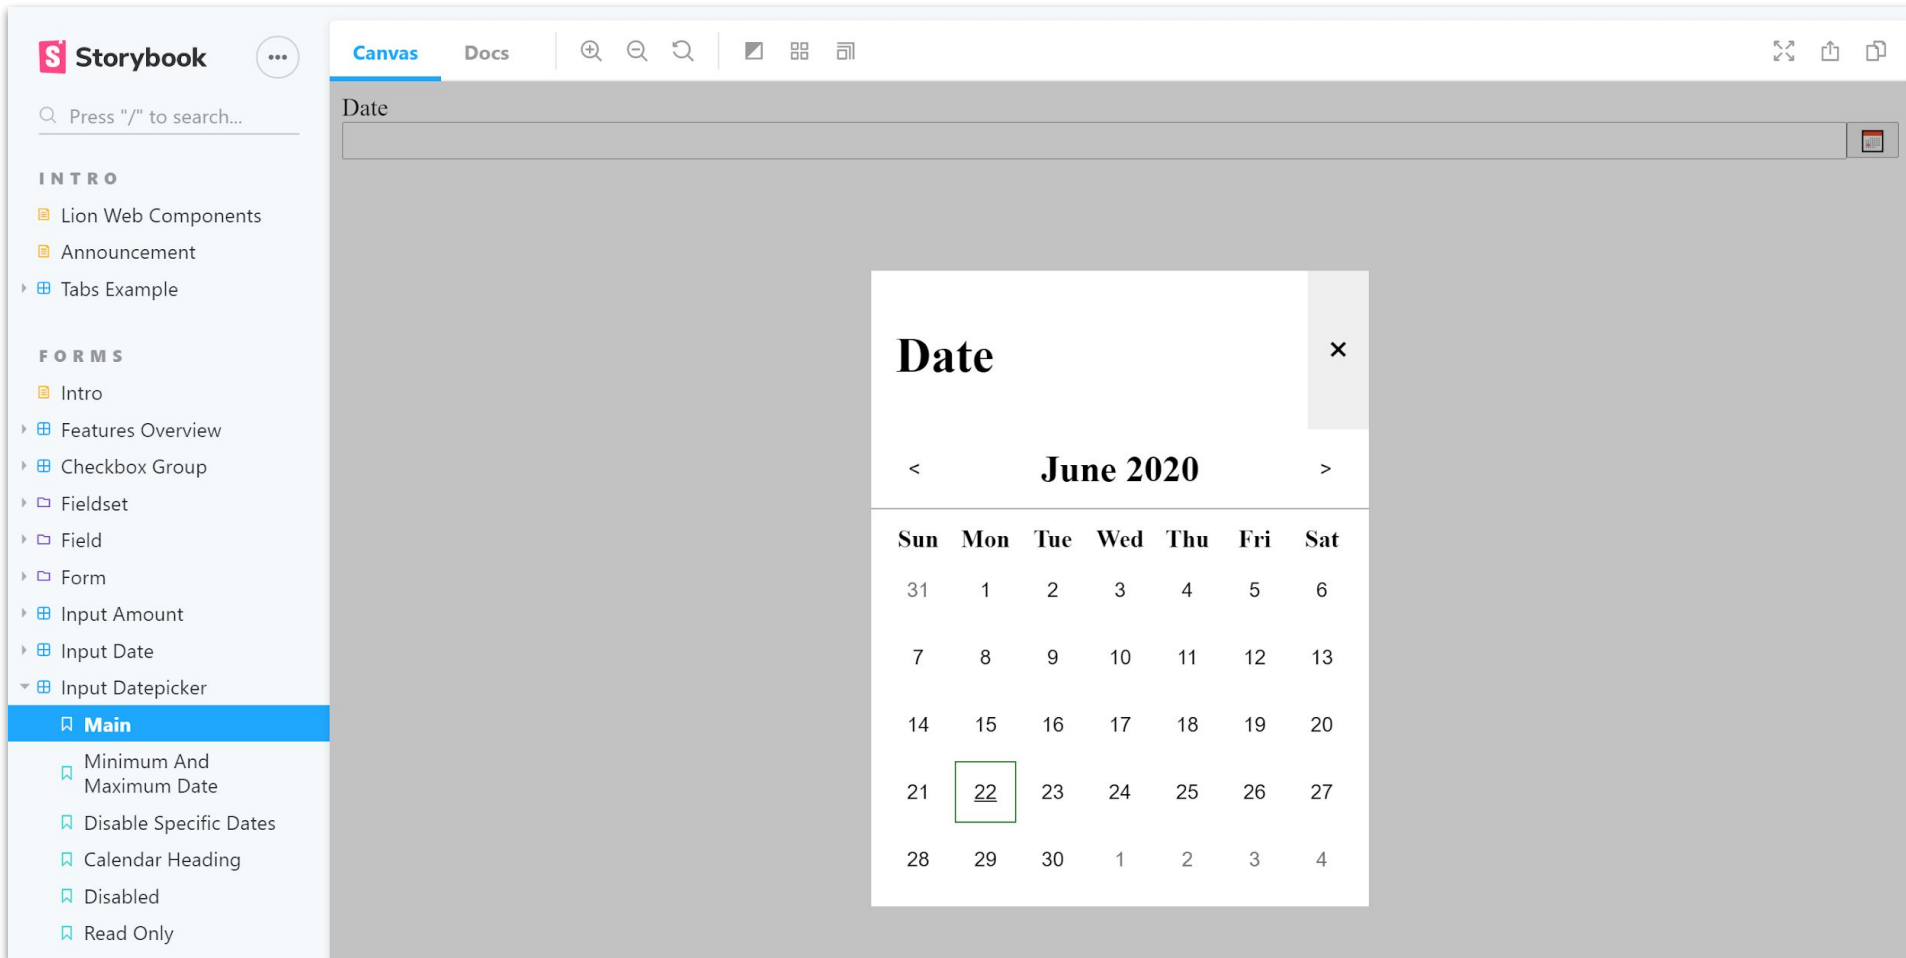 Storybook
Press "/" to search...
INTRO
Lion Web Components
Announcement
Tabs Example
FORMS
Intro
Features Overview
Checkbox Group
Fieldset
Field
Form
Input Amount
Input Date
Input Datepicker
Main
Minimum And
Maximum Date
Disable Specific Dates
Calendar Heading
Disabled
Read Only
Canvas Docs
Date
Date ×
< June 2020 >
Sun Mon Tue Wed Thu Fri Sat
31 1 2 3 4 5 6
7 8 9 10 11 12 13
14 15 16 17 18 19 20
21 22 23 24 25 26 27
28 29 30 1 2 3 4